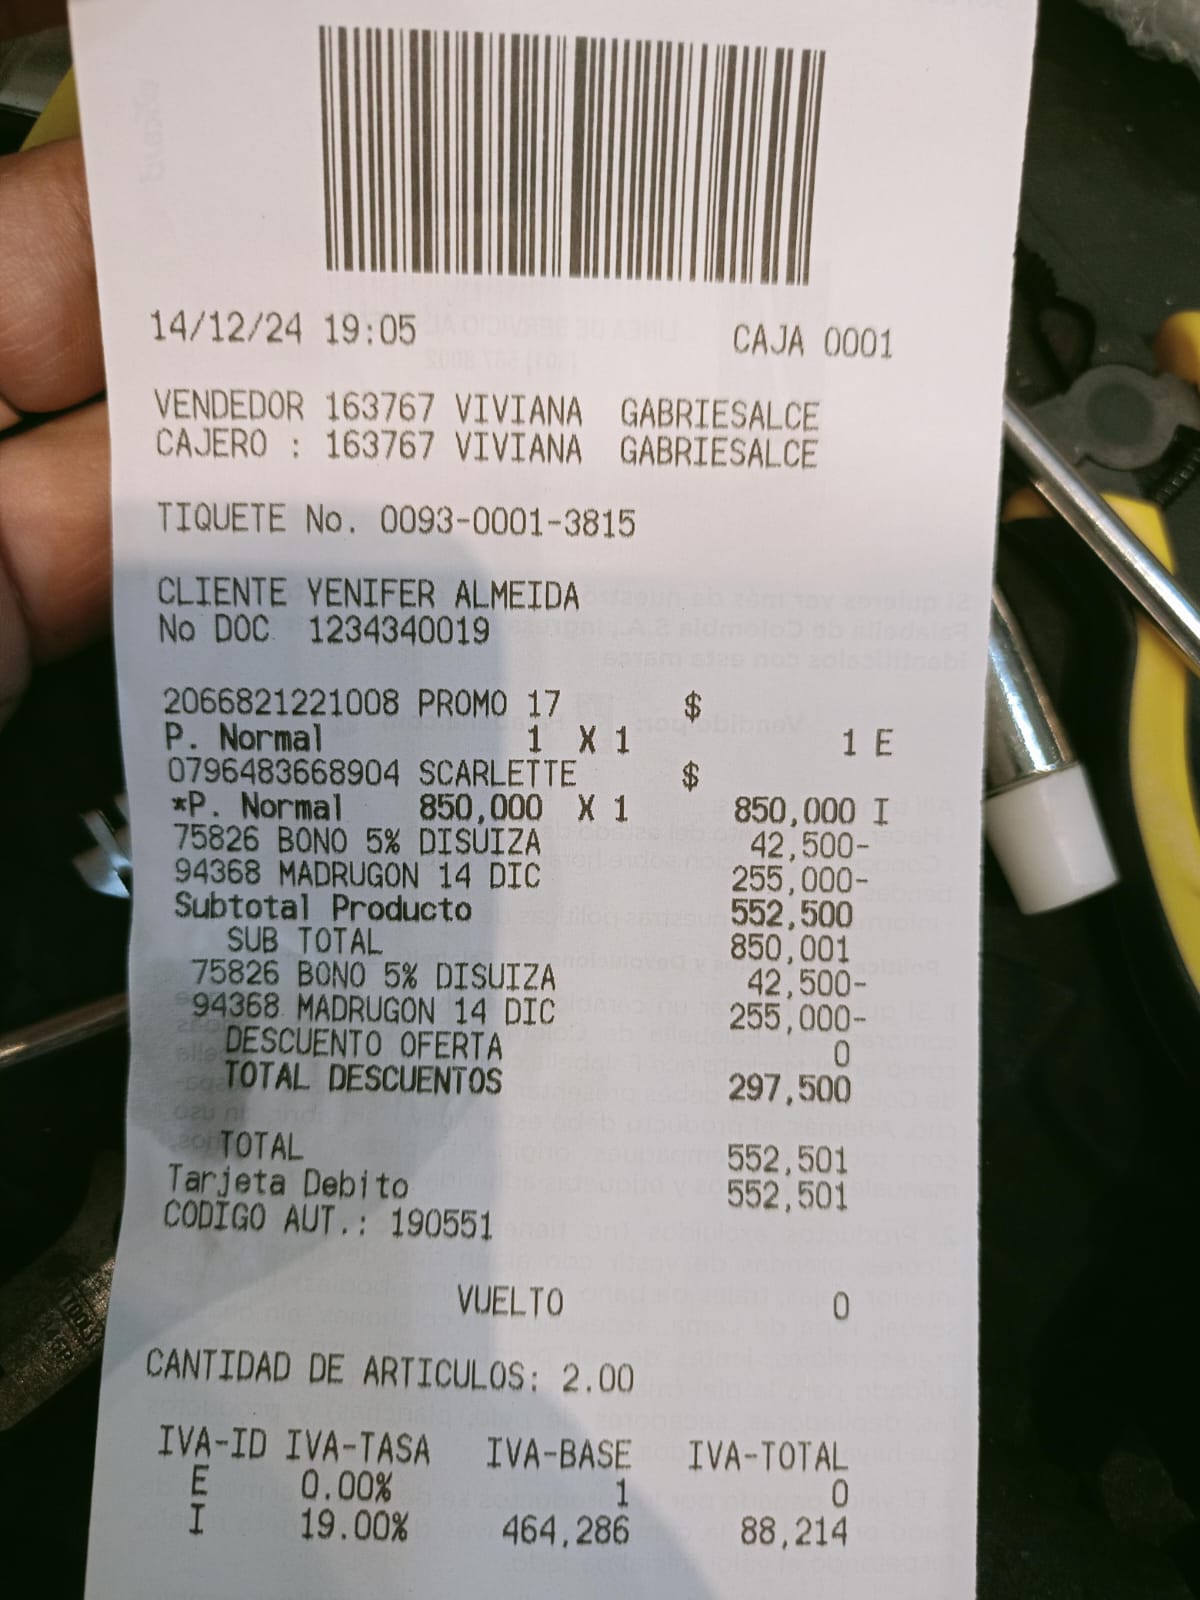 14/12/24 19:05 CAJA 0001
VENDEDOR 163767 VIVIANA GABRIESALCE
CAJERO : 163767 VIVIANA GABRIESALCE
TIQUETE No. 0093-0001-3815
CLIENTE YENIFER ALMEIDA
No DOC 1234340019
2066821221008 PROMO 17 $
P. Normal 1 X 1 1 E
0796483668904 SCARLETTE $
*P. Normal 850,000 X 1 850,000 I
75826 BONO 5% DISUIZA 42,500-
94368 MADRUGON 14 DIC 255,000-
Subtotal Producto 552,500
SUB TOTAL 850,001
75826 BONO 5% DISUIZA 42,500-
94368 MADRUGON 14 DIC 255,000-
DESCUENTO OFERTA 0
TOTAL DESCUENTOS 297,500
TOTAL 552,501
Tarjeta Debito 552,501
CODIGO AUT.: 190551
VUELTO 0
CANTIDAD DE ARTICULOS: 2.00
IVA-ID IVA-TASA IVA-BASE IVA-TOTAL
E 0.00% 1 0
I 19.00% 464,286 88,214